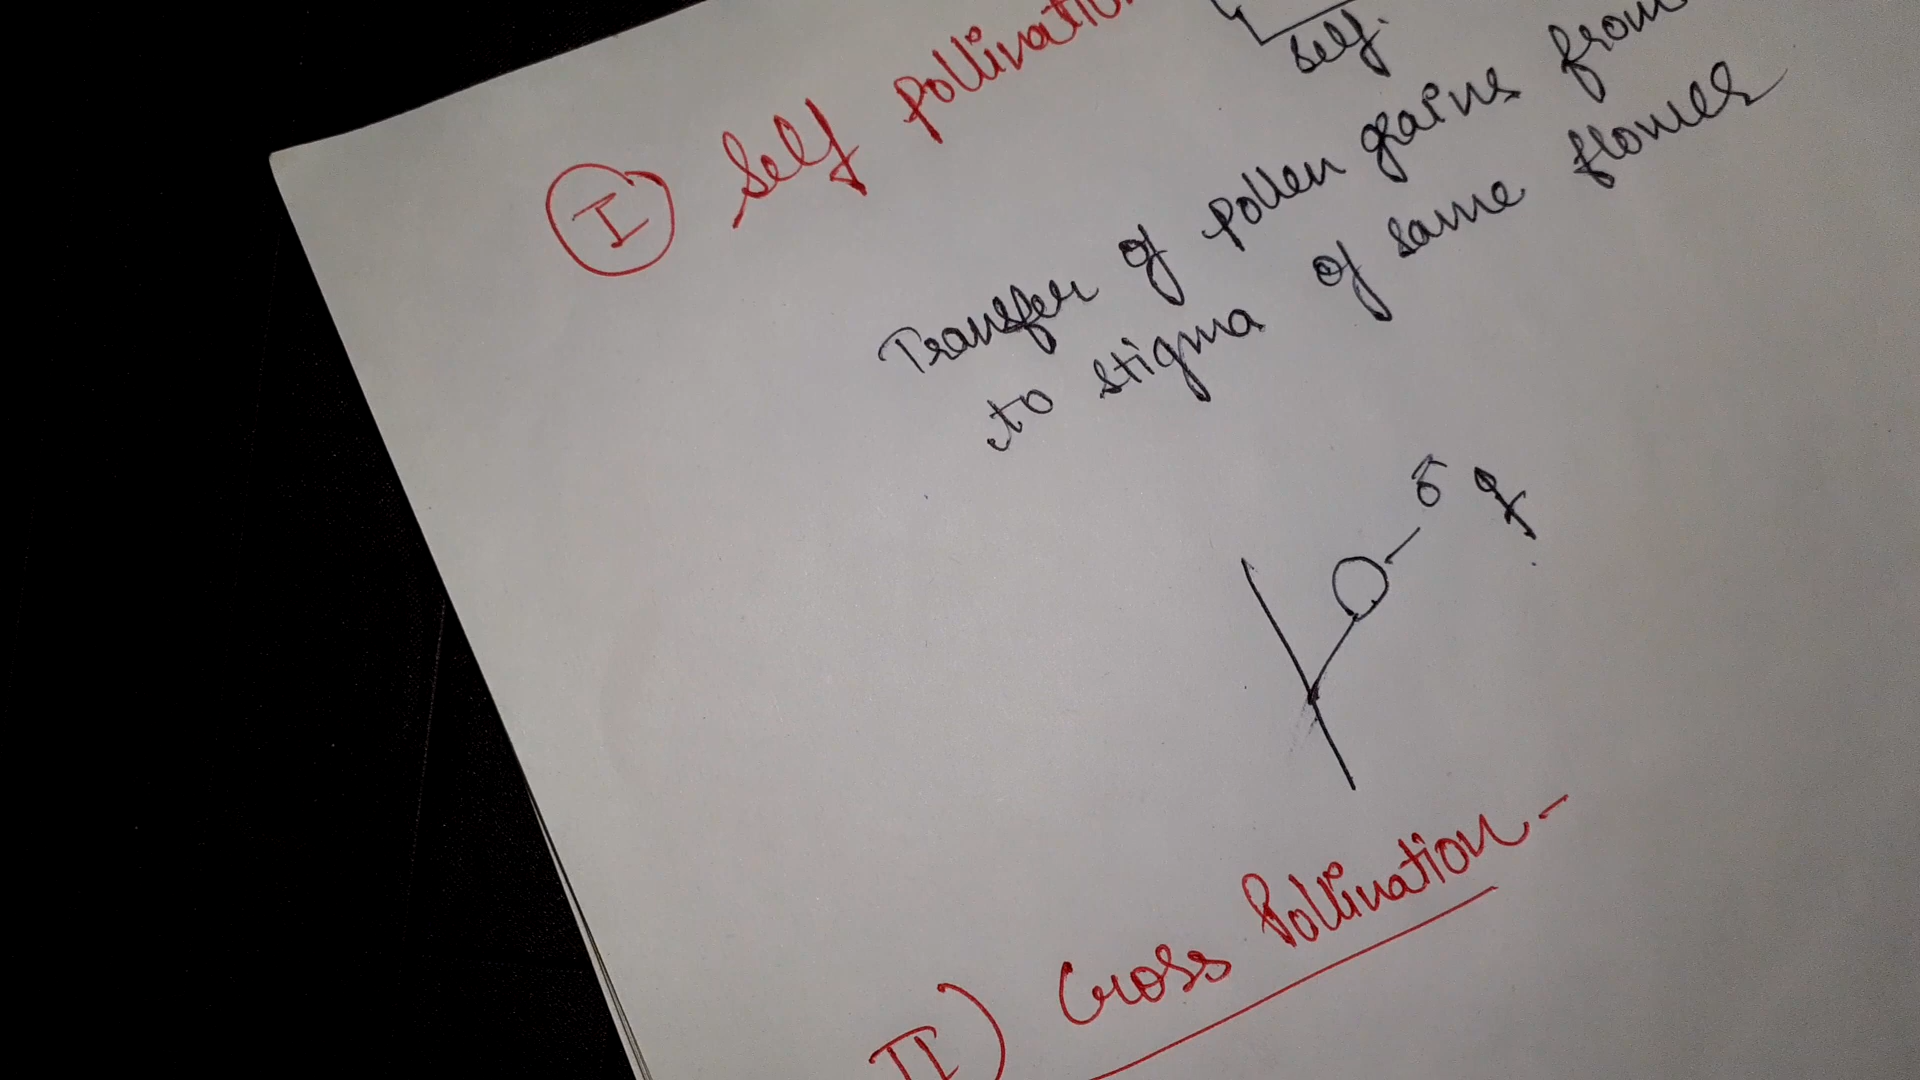 Self.
I Self pollination
Transfer of pollen grains from
to stigma of same flower
II) Cross Pollination -